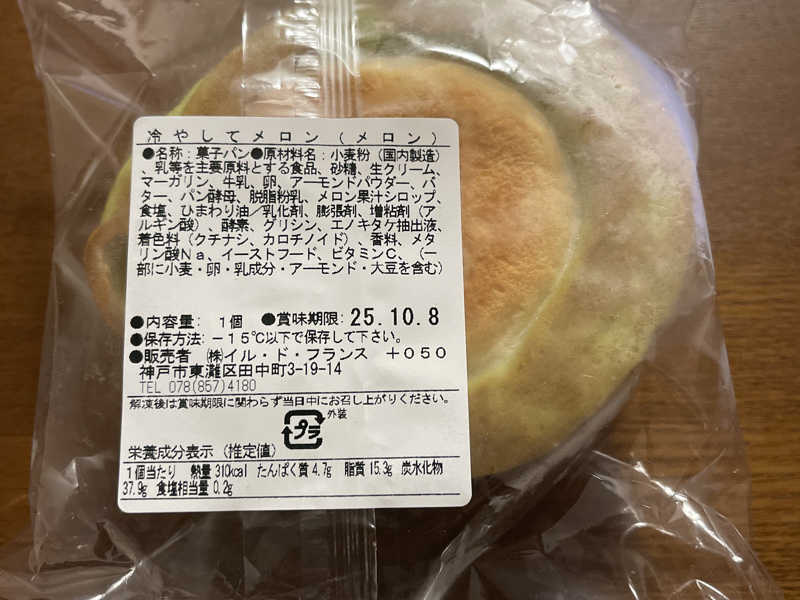 冷やしてメロン(メロン)
●名称:菓子パン●原材料名:小麦粉(国内製造)
、乳等を主要原料とする食品、砂糖、生クリーム、
マーガリン、牛乳、卵、アーモンドパウダー、バ
ター、パン酵母、脱脂粉乳、メロン果汁シロップ、
食塩、ひまわり油/乳化剤、膨張剤、増粘剤(ア
ルギン酸)、酵素、グリシン、エノキタケ抽出液、
着色料(クチナシ、カロチノイド)、香料、メタ
リン酸Na、イーストフード、ビタミンC、(一
部に小麦・卵・乳成分・アーモンド・大豆を含む)
●内容量: 1個 ●賞味期限: 25.10.8
●保存方法:-15℃以下で保存して下さい。
●販売者 ㈱イル・ド・フランス +050
神戸市東灘区田中町3-19-14
TEL 078(857)4180
解凍後は賞味期限に関わらず当日中にお召し上がりください。
プラ 外装
栄養成分表示(推定値)
1個当たり 熱量 310kcal たんぱく質 4.7g 脂質 15.3g 炭水化物
37.9g 食塩相当量 0.2g